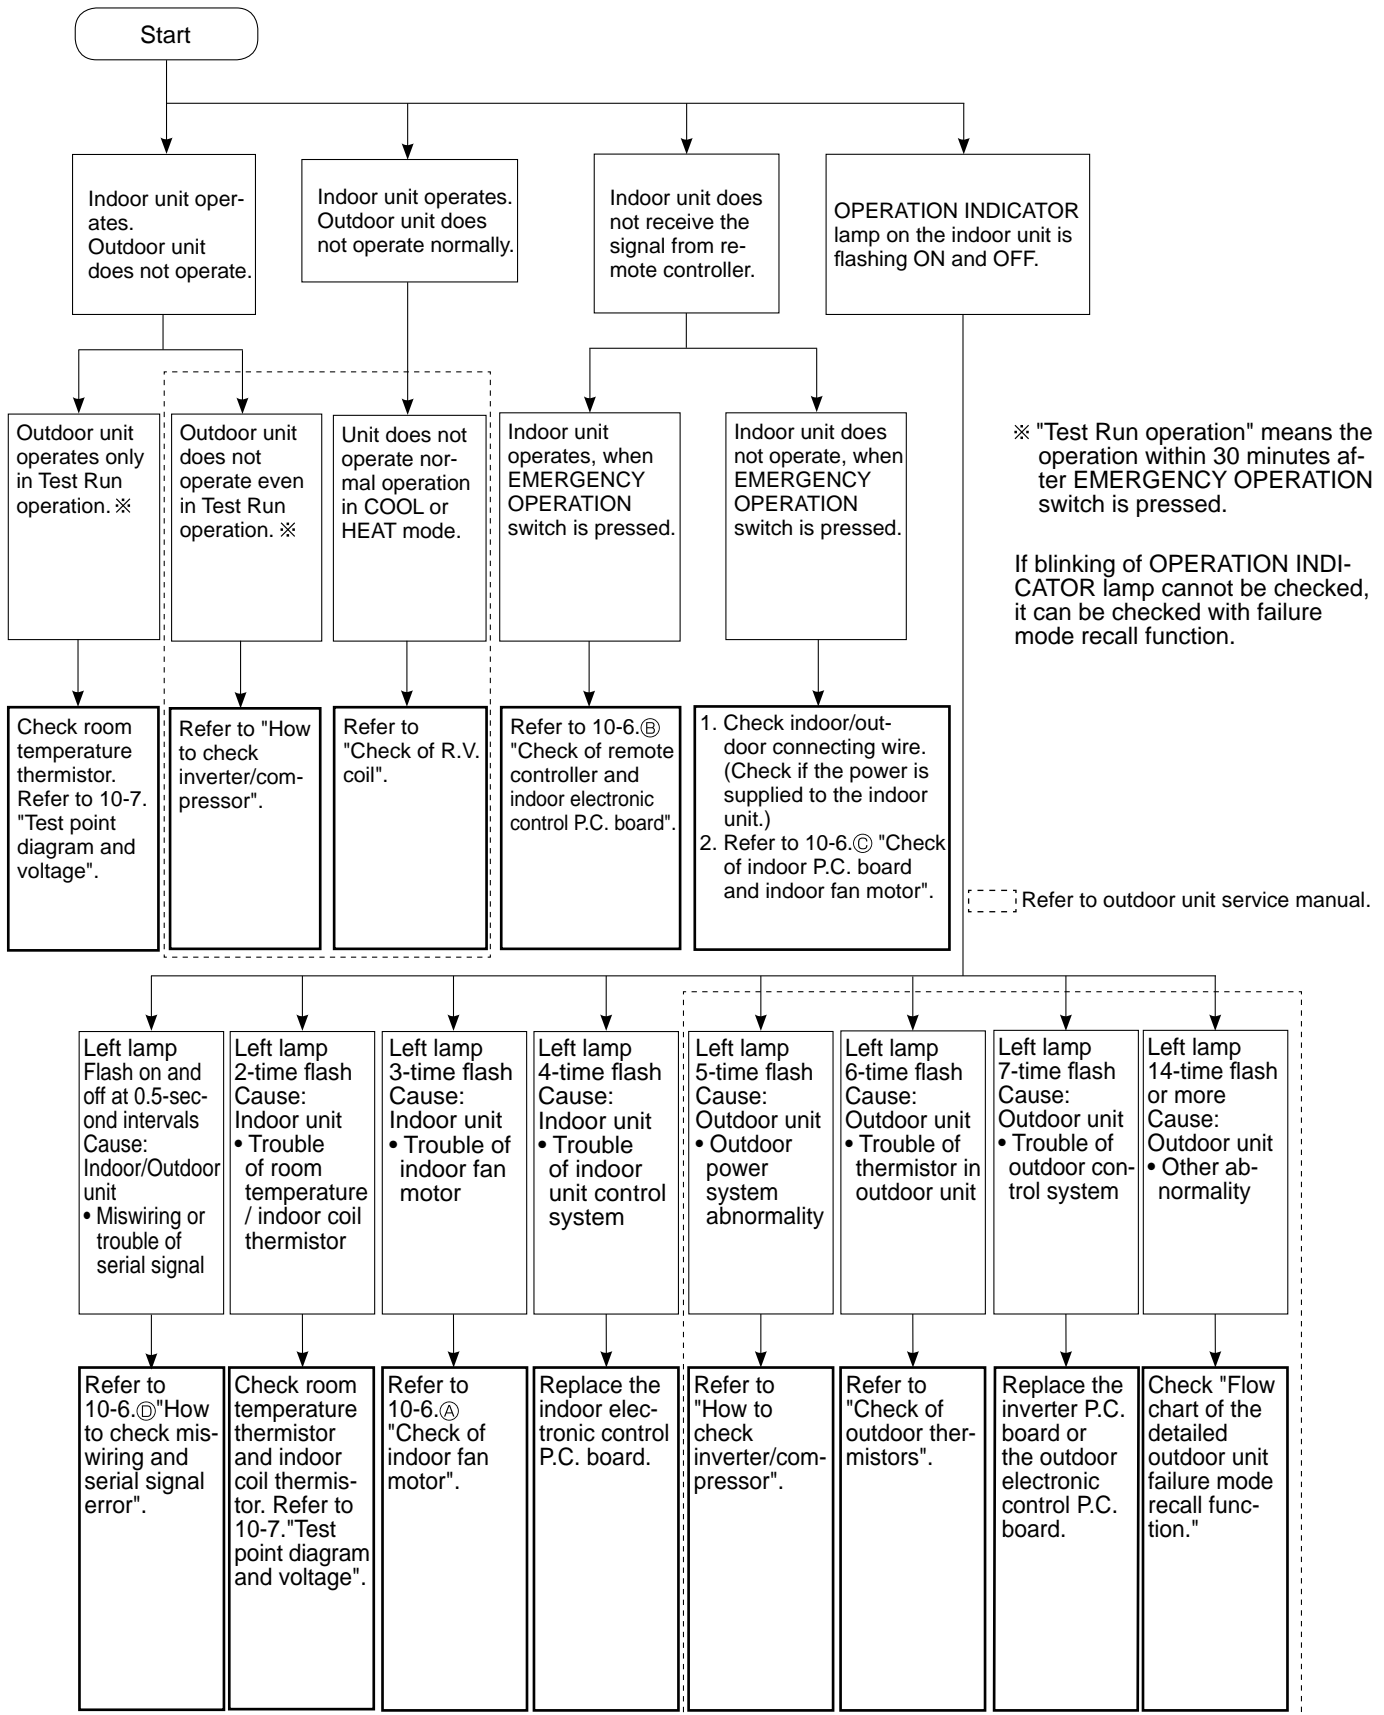 Start
Indoor unit oper-
ates.
Outdoor unit
does not operate.
Indoor unit operates.
Outdoor unit does
not operate normally.
Indoor unit does
not receive the
signal from re-
mote controller.
OPERATION INDICATOR
lamp on the indoor unit is
flashing ON and OFF.
Outdoor unit
operates only
in Test Run
operation. ※
Outdoor unit
does not
operate even
in Test Run
operation. ※
Unit does not
operate nor-
mal operation
in COOL or
HEAT mode.
Indoor unit
operates, when
EMERGENCY
OPERATION
switch is pressed.
Indoor unit does
not operate, when
EMERGENCY
OPERATION
switch is pressed.
※ "Test Run operation" means the
operation within 30 minutes af-
ter EMERGENCY OPERATION
switch is pressed.
If blinking of OPERATION INDI-
CATOR lamp cannot be checked,
it can be checked with failure
mode recall function.
Check room
temperature
thermistor.
Refer to 10-7.
"Test point
diagram and
voltage".
Refer to "How
to check
inverter/com-
pressor".
Refer to
"Check of R.V.
coil".
Refer to 10-6.Ⓑ
"Check of remote
controller and
indoor electronic
control P.C. board".
1. Check indoor/out-
door connecting wire.
(Check if the power is
supplied to the indoor
unit.)
2. Refer to 10-6.Ⓒ "Check
of indoor P.C. board
and indoor fan motor".
Refer to outdoor unit service manual.
Left lamp
Flash on and
off at 0.5-sec-
ond intervals
Cause:
Indoor/Outdoor
unit
• Miswiring or
trouble of
serial signal
Left lamp
2-time flash
Cause:
Indoor unit
• Trouble
of room
temperature
/ indoor coil
thermistor
Left lamp
3-time flash
Cause:
Indoor unit
• Trouble of
indoor fan
motor
Left lamp
4-time flash
Cause:
Indoor unit
• Trouble
of indoor
unit control
system
Left lamp
5-time flash
Cause:
Outdoor unit
• Outdoor
power
system
abnormality
Left lamp
6-time flash
Cause:
Outdoor unit
• Trouble of
thermistor in
outdoor unit
Left lamp
7-time flash
Cause:
Outdoor unit
• Trouble of
outdoor con-
trol system
Left lamp
14-time flash
or more
Cause:
Outdoor unit
• Other ab-
normality
Refer to
10-6.Ⓓ"How
to check mis-
wiring and
serial signal
error".
Check room
temperature
thermistor
and indoor
coil thermis-
tor. Refer to
10-7."Test
point diagram
and voltage".
Refer to
10-6.Ⓐ
"Check of
indoor fan
motor".
Replace the
indoor elec-
tronic control
P.C. board.
Refer to
"How to
check
inverter/com-
pressor".
Refer to
"Check of
outdoor ther-
mistors".
Replace the
inverter P.C.
board or
the outdoor
electronic
control P.C.
board.
Check "Flow
chart of the
detailed
outdoor unit
failure mode
recall func-
tion."